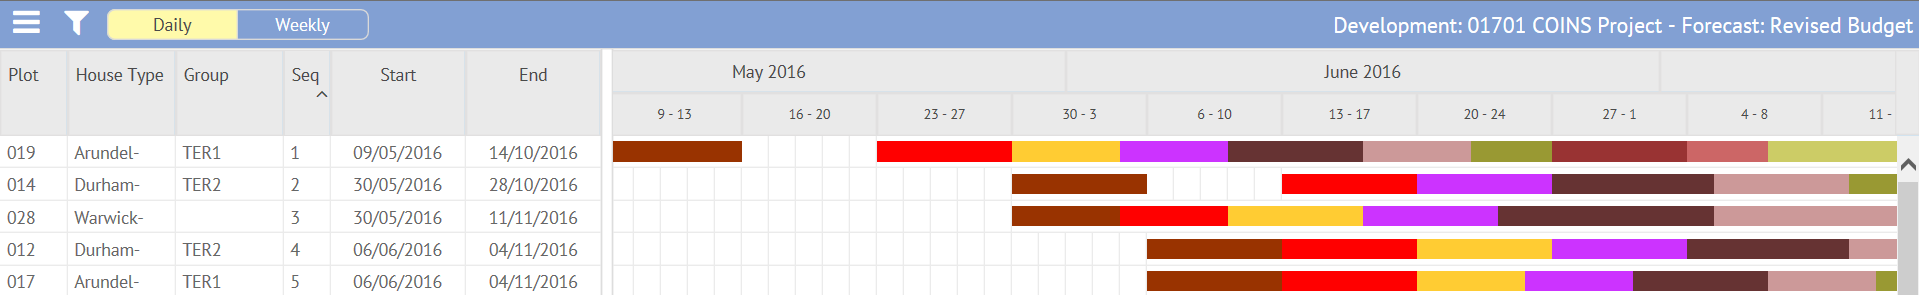 Daily Weekly Development: 01701 COINS Project - Forecast: Revised Budget
Plot House Type Group Seq Start End May 2016 June 2016
9 - 13 16 - 20 23 - 27 30 - 3 6 - 10 13 - 17 20 - 24 27 - 1 4 - 8 11 -
019 Arundel- TER1 1 09/05/2016 14/10/2016
014 Durham- TER2 2 30/05/2016 28/10/2016
028 Warwick- 3 30/05/2016 11/11/2016
012 Durham- TER2 4 06/06/2016 04/11/2016
017 Arundel- TER1 5 06/06/2016 04/11/2016